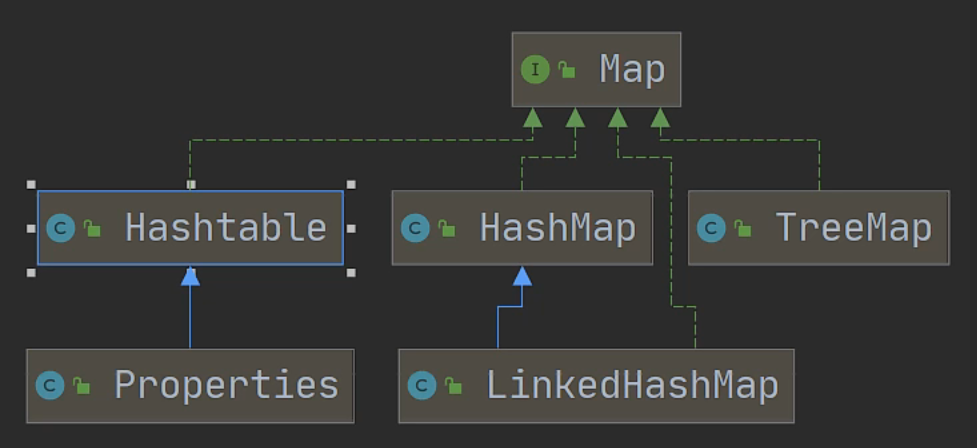 I Map
C Hashtable
C HashMap
C TreeMap
C Properties
C LinkedHashMap